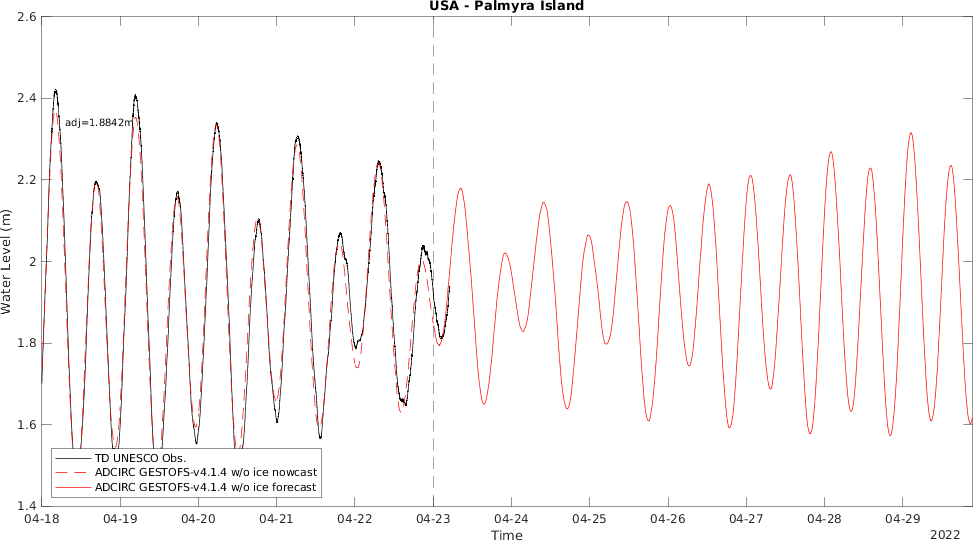 USA - Palmyra Island
2.6
2.4
2.2
2
1.8
1.6
1.4
Water Level (m)
adj=1.8842m
TD UNESCO Obs.
ADCIRC GESTOFS-v4.1.4 w/o ice nowcast
ADCIRC GESTOFS-v4.1.4 w/o ice forecast
04-18 04-19 04-20 04-21 04-22 04-23 04-24 04-25 04-26 04-27 04-28 04-29
Time
2022